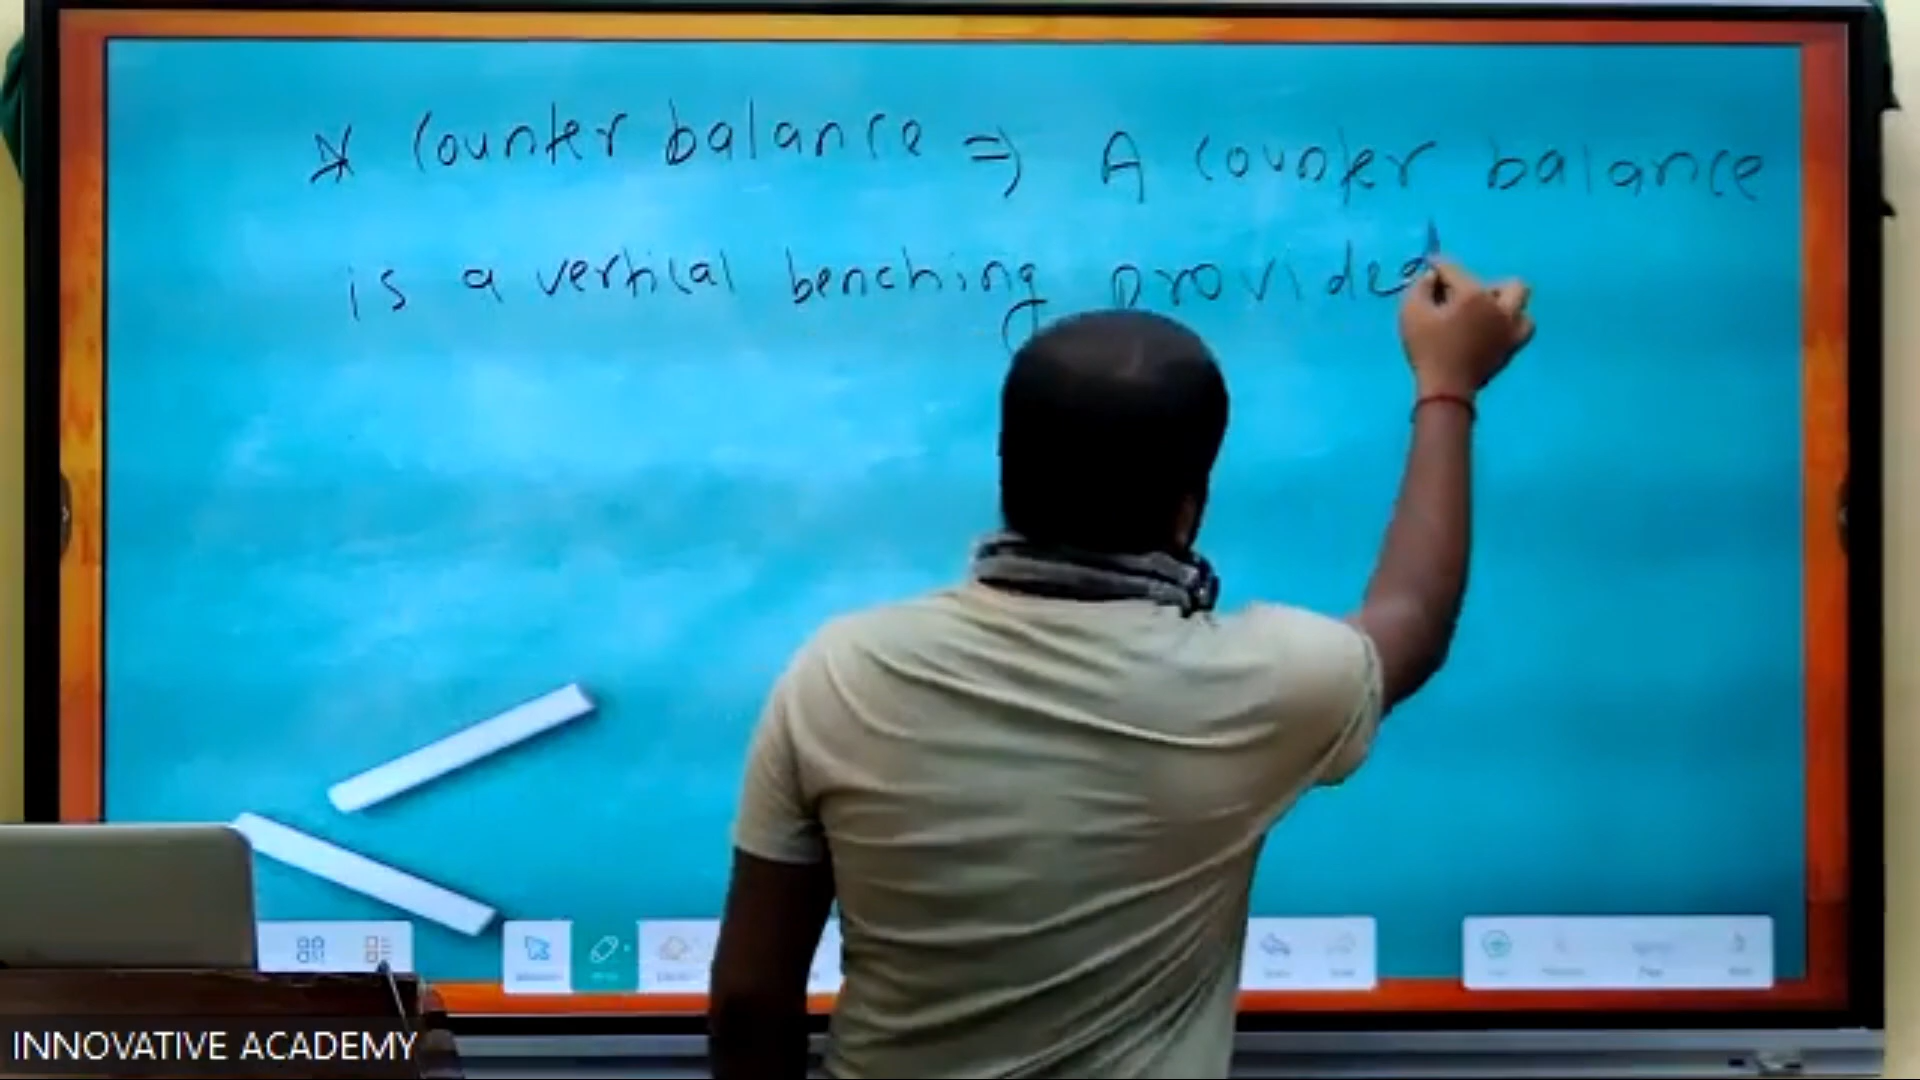 * Counter balance => A Counter balance
is a vertical benching provided
INNOVATIVE ACADEMY